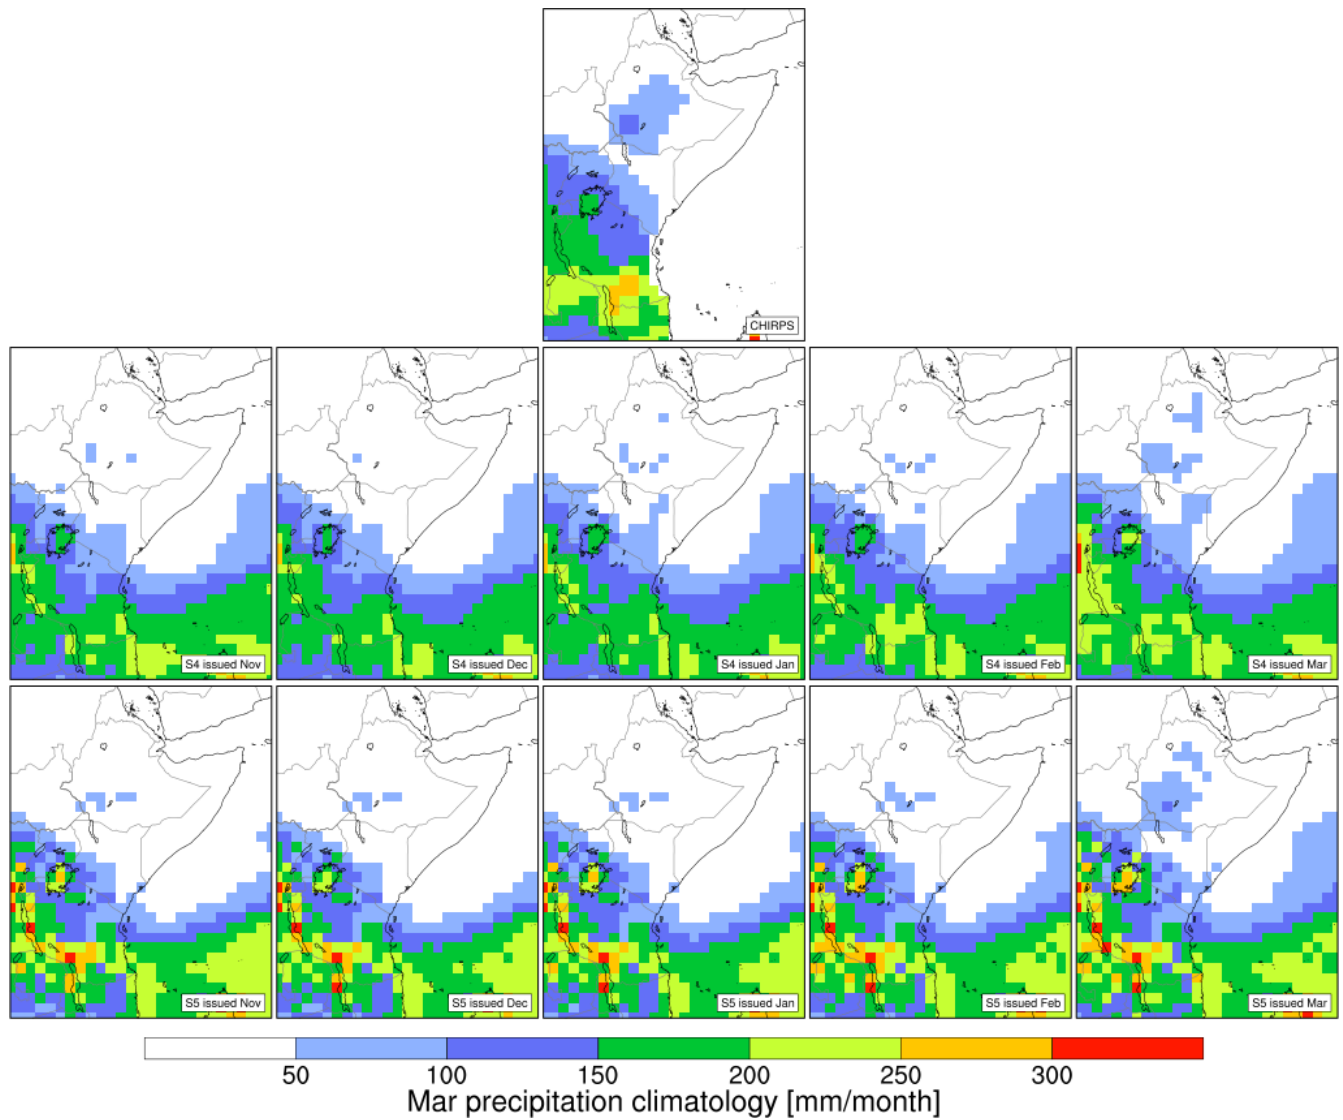 CHIRPS
S4 issued Nov
S4 issued Dec
S4 issued Jan
S4 issued Feb
S4 issued Mar
S5 issued Nov
S5 issued Dec
S5 issued Jan
S5 issued Feb
S5 issued Mar
50 100 150 200 250 300
Mar precipitation climatology [mm/month]